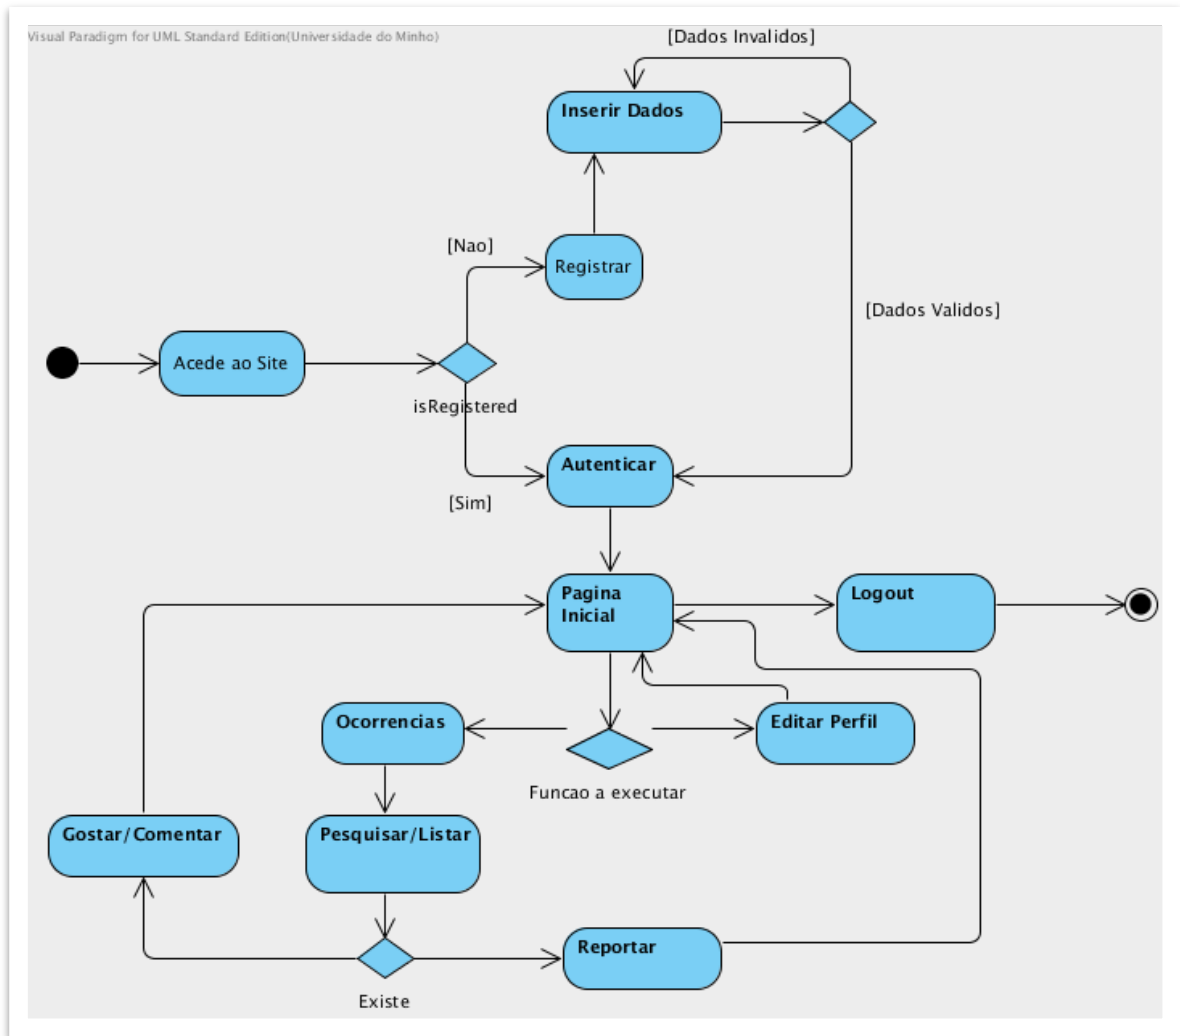 Visual Paradigm for UML Standard Edition(Universidade do Minho)
[Dados Invalidos]
Inserir Dados
[Nao]
Registrar
[Dados Validos]
Acede ao Site
isRegistered
Autenticar
[Sim]
Pagina
Inicial
Logout
Ocorrencias
Editar Perfil
Funcao a executar
Gostar/Comentar
Pesquisar/Listar
Reportar
Existe